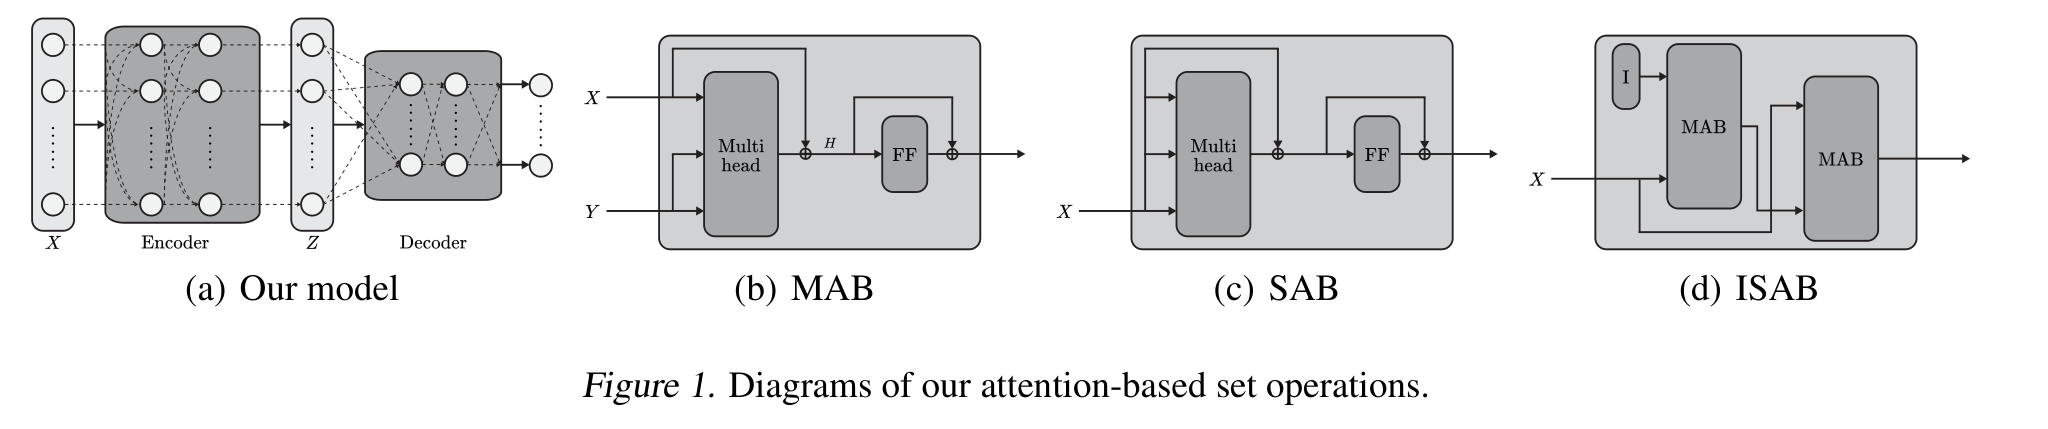 X
Encoder
Z
Decoder
(a) Our model
X
Y
Multi
head
H
FF
(b) MAB
X
Multi
head
FF
(c) SAB
X
I
MAB
MAB
(d) ISAB
Figure 1. Diagrams of our attention-based set operations.